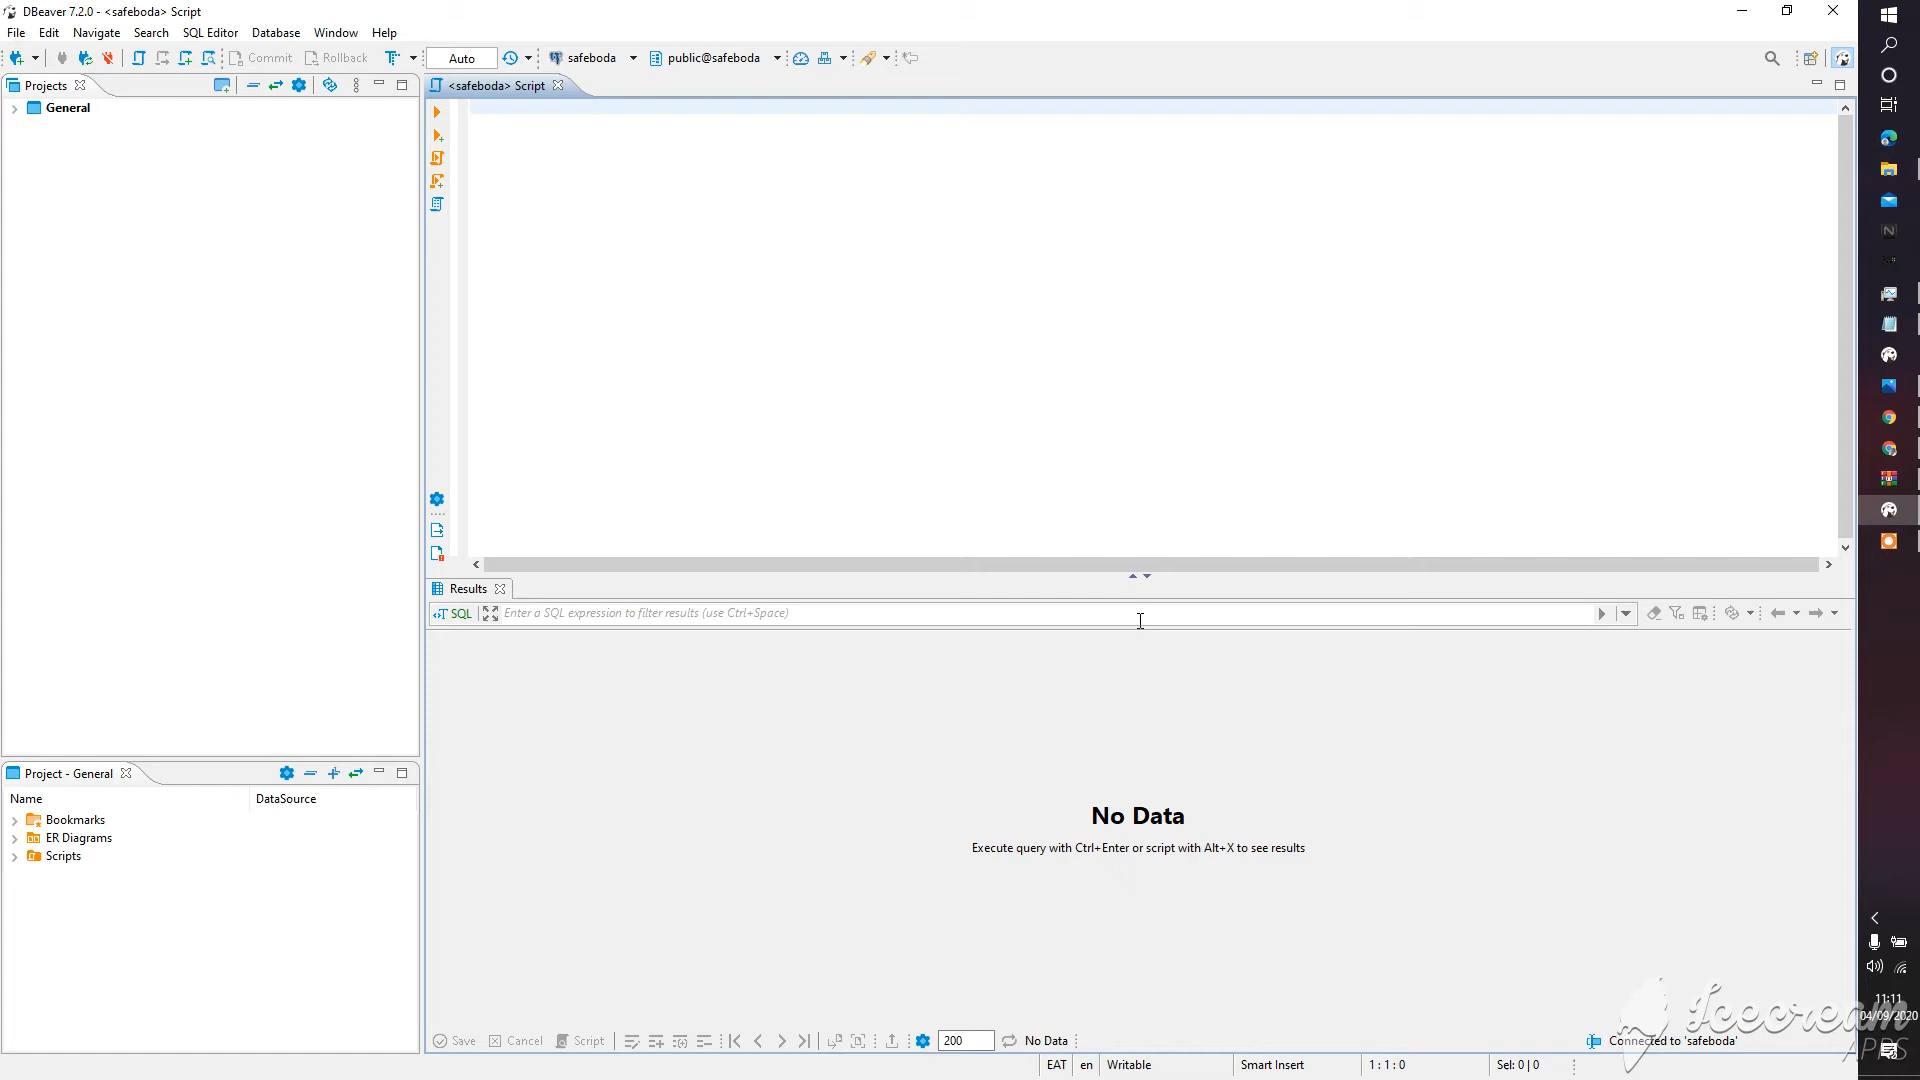 DBeaver 7.2.0 - <safeboda> Script
File Edit Navigate Search SQL Editor Database Window Help
Commit Rollback Auto safeboda public@safeboda
Projects
<safeboda> Script
General
Results
SQL Enter a SQL expression to filter results (use Ctrl+Space)
No Data
Execute query with Ctrl+Enter or script with Alt+X to see results
Project - General
Name DataSource
Bookmarks
ER Diagrams
Scripts
Save Cancel Script 200 No Data
Connected to 'safeboda'
EAT en Writable Smart Insert 1 : 1 : 0 Sel: 0 | 0
11:11
04/09/2020
Icecream
APPS